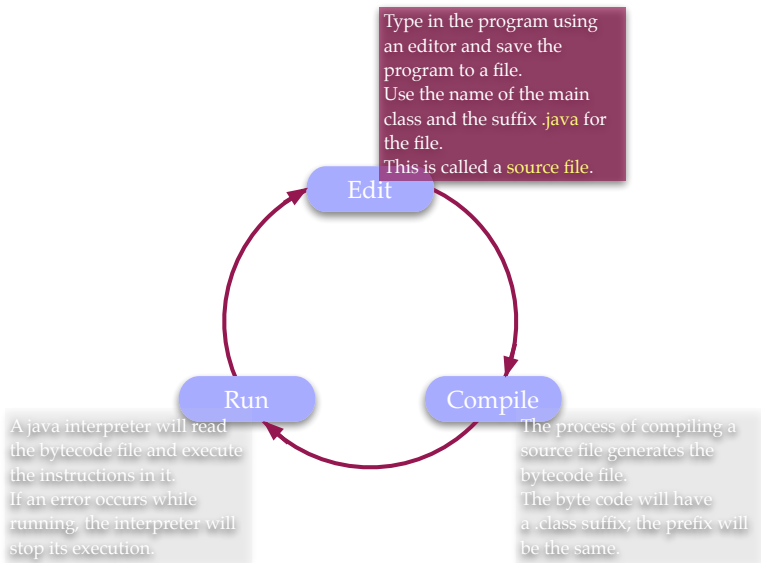 Type in the program using
an editor and save the
program to a file.
Use the name of the main
class and the suffix .java for
the file.
This is called a source file.
Edit
Run
Compile
A java interpreter will read
the bytecode file and execute
the instructions in it.
If an error occurs while
running, the interpreter will
stop its execution.
The process of compiling a
source file generates the
bytecode file.
The byte code will have
a .class suffix; the prefix will
be the same.